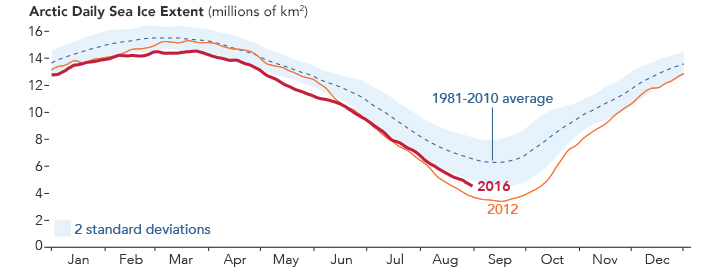 Arctic Daily Sea Ice Extent (millions of km²)
16
14
12
10
8
6
4
2
0
1981-2010 average
2016
2012
2 standard deviations
Jan Feb Mar Apr May Jun Jul Aug Sep Oct Nov Dec